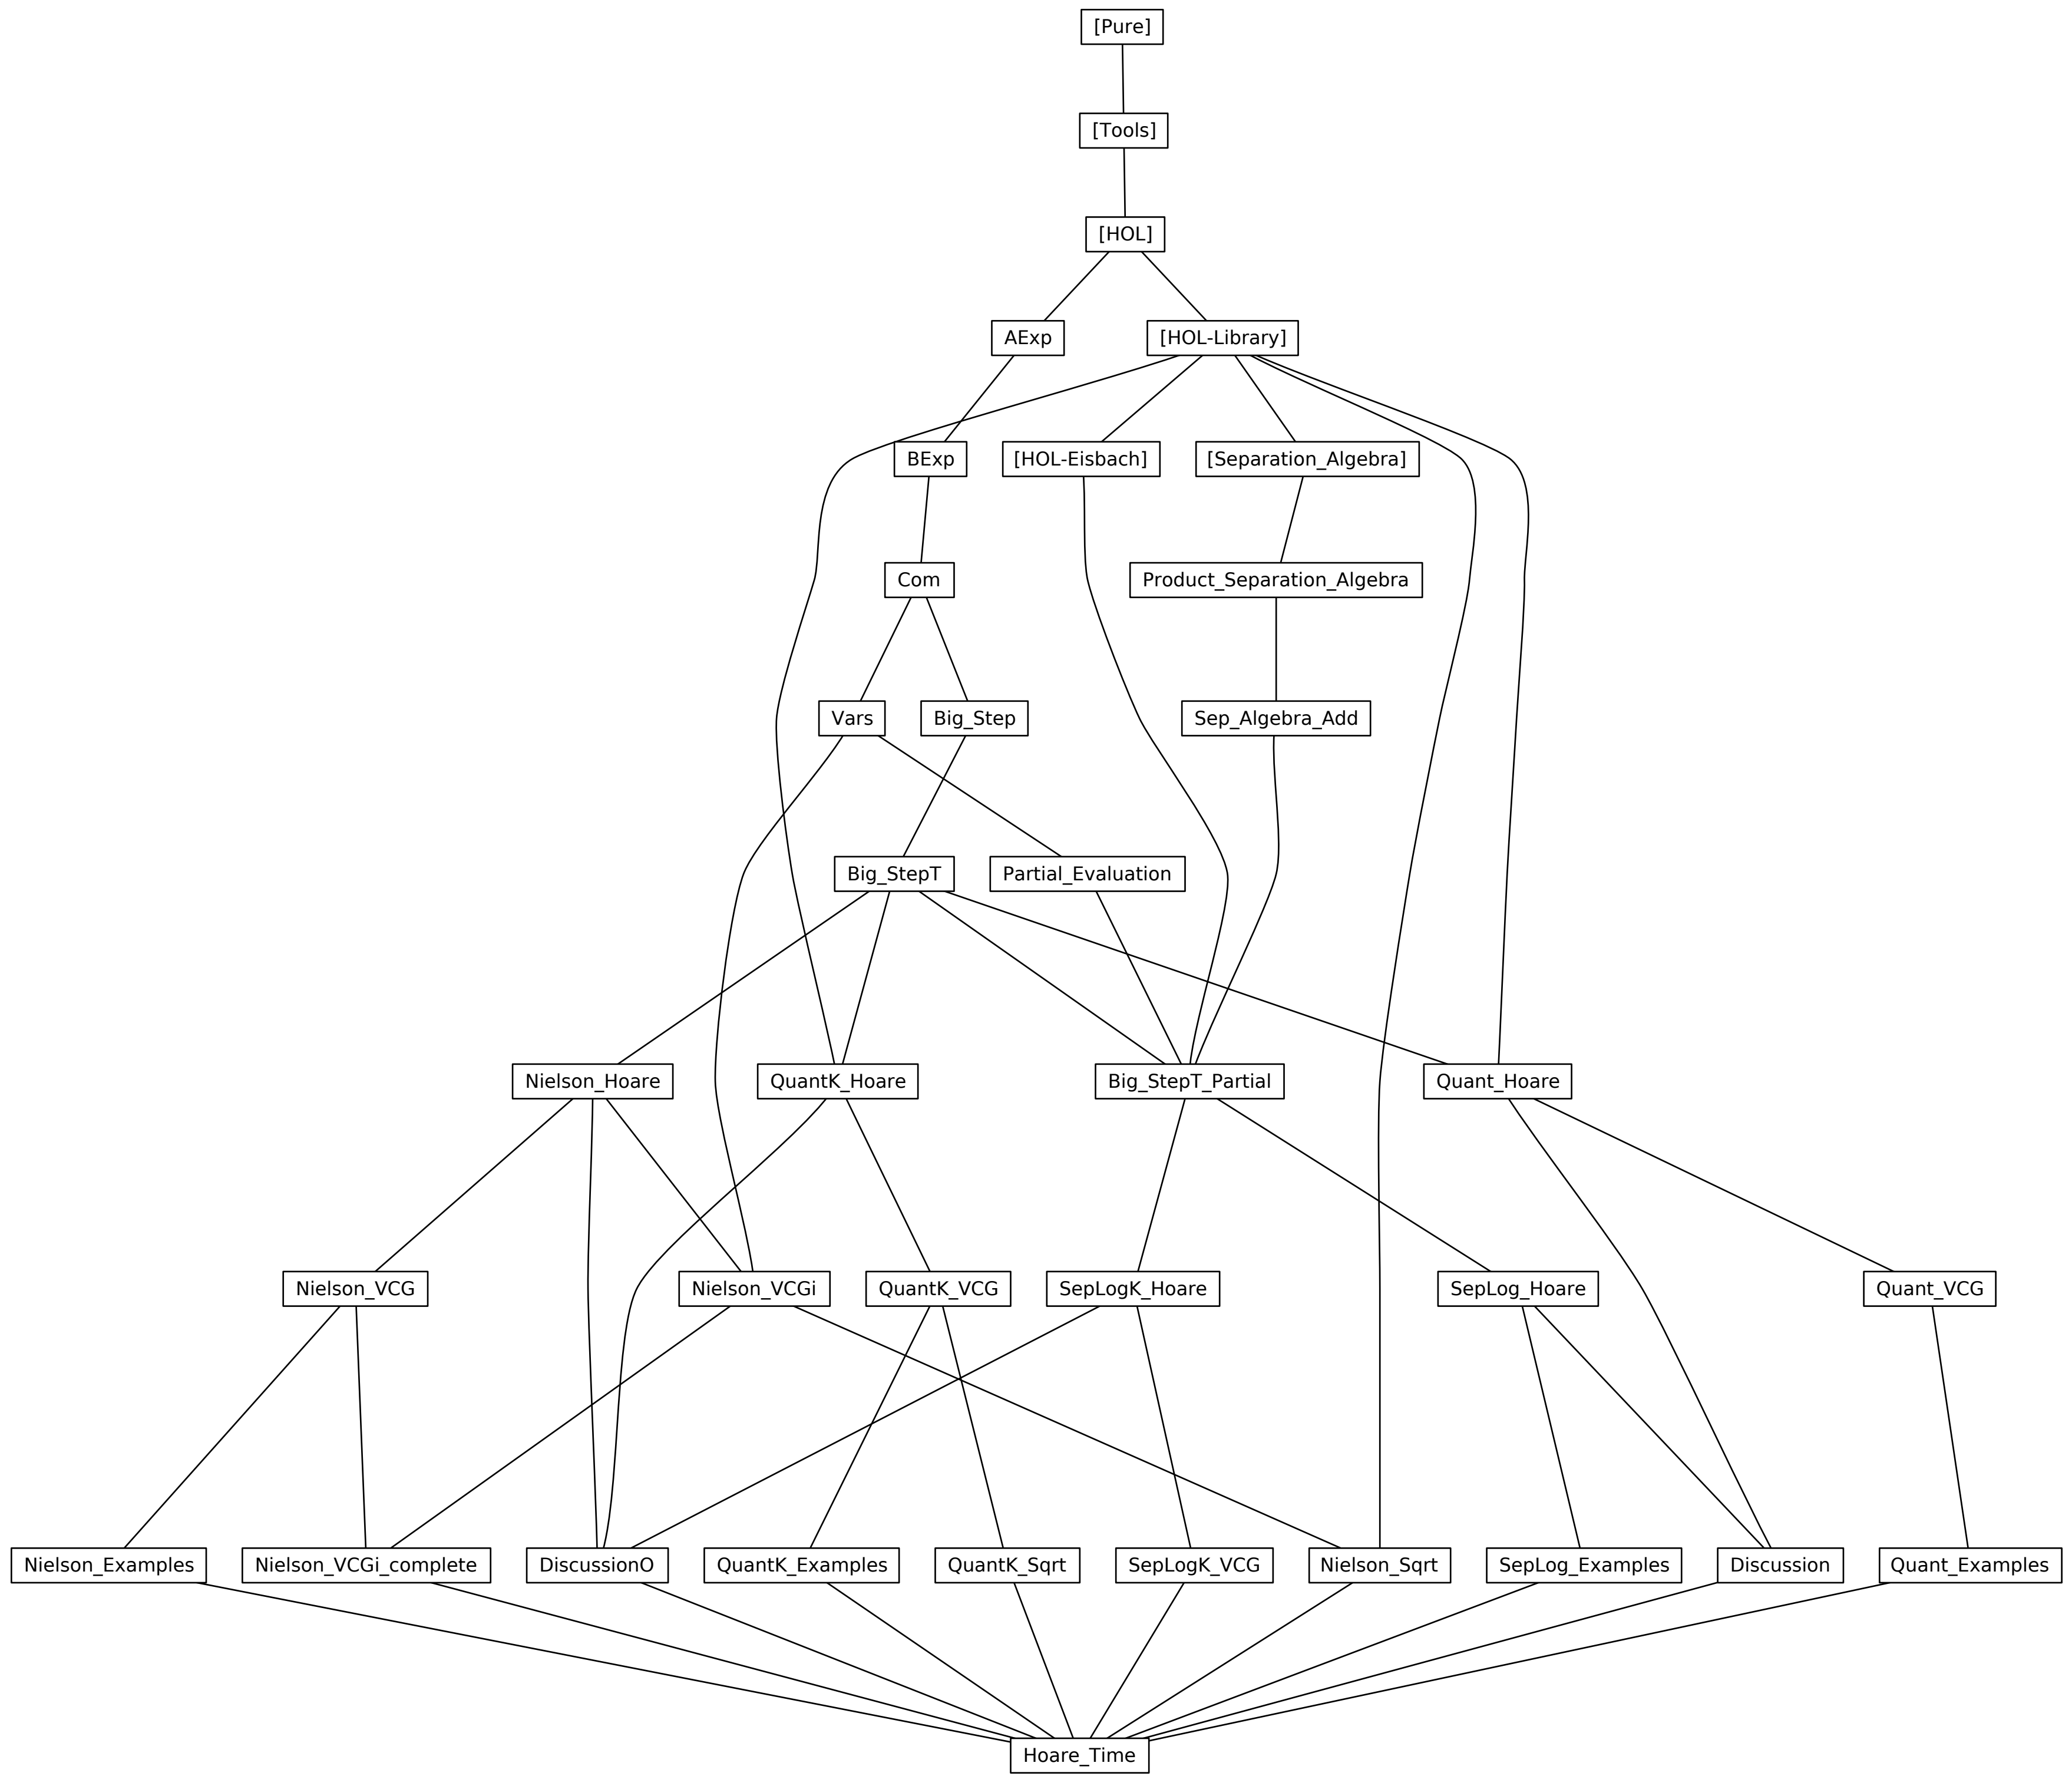 [Pure]
[Tools]
[HOL]
AExp
[HOL-Library]
BExp
[HOL-Eisbach]
[Separation_Algebra]
Com
Product_Separation_Algebra
Vars
Big_Step
Sep_Algebra_Add
Big_StepT
Partial_Evaluation
Nielson_Hoare
QuantK_Hoare
Big_StepT_Partial
Quant_Hoare
Nielson_VCG
Nielson_VCGi
QuantK_VCG
SepLogK_Hoare
SepLog_Hoare
Quant_VCG
Nielson_Examples
Nielson_VCGi_complete
DiscussionO
QuantK_Examples
QuantK_Sqrt
SepLogK_VCG
Nielson_Sqrt
SepLog_Examples
Discussion
Quant_Examples
Hoare_Time